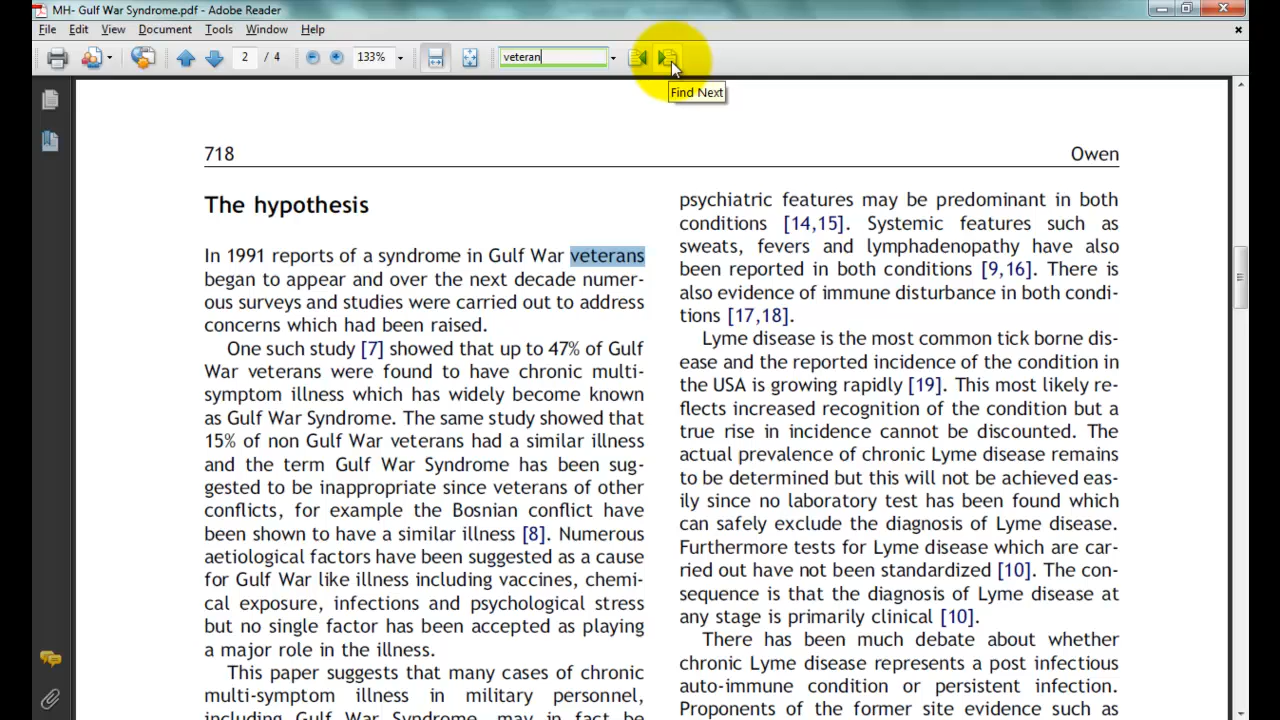 MH- Gulf War Syndrome.pdf - Adobe Reader
File Edit View Document Tools Window Help
2 / 4 133% veteran
Find Next
718 Owen
The hypothesis
In 1991 reports of a syndrome in Gulf War veterans
began to appear and over the next decade numer-
ous surveys and studies were carried out to address
concerns which had been raised.
One such study [7] showed that up to 47% of Gulf
War veterans were found to have chronic multi-
symptom illness which has widely become known
as Gulf War Syndrome. The same study showed that
15% of non Gulf War veterans had a similar illness
and the term Gulf War Syndrome has been sug-
gested to be inappropriate since veterans of other
conflicts, for example the Bosnian conflict have
been shown to have a similar illness [8]. Numerous
aetiological factors have been suggested as a cause
for Gulf War like illness including vaccines, chemi-
cal exposure, infections and psychological stress
but no single factor has been accepted as playing
a major role in the illness.
This paper suggests that many cases of chronic
multi-symptom illness in military personnel,
including Gulf War Syndrome, may in fact be
psychiatric features may be predominant in both
conditions [14,15]. Systemic features such as
sweats, fevers and lymphadenopathy have also
been reported in both conditions [9,16]. There is
also evidence of immune disturbance in both condi-
tions [17,18].
Lyme disease is the most common tick borne dis-
ease and the reported incidence of the condition in
the USA is growing rapidly [19]. This most likely re-
flects increased recognition of the condition but a
true rise in incidence cannot be discounted. The
actual prevalence of chronic Lyme disease remains
to be determined but this will not be achieved eas-
ily since no laboratory test has been found which
can safely exclude the diagnosis of Lyme disease.
Furthermore tests for Lyme disease which are car-
ried out have not been standardized [10]. The con-
sequence is that the diagnosis of Lyme disease at
any stage is primarily clinical [10].
There has been much debate about whether
chronic Lyme disease represents a post infectious
auto-immune condition or persistent infection.
Proponents of the former site evidence such as